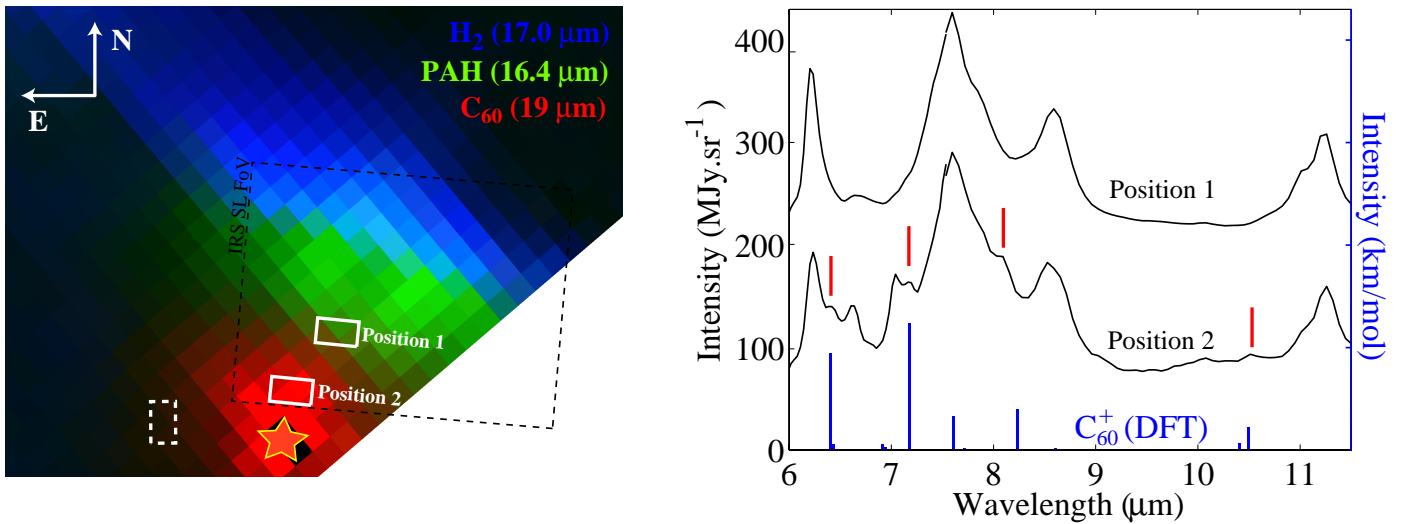 N
E
H₂ (17.0 μm)
PAH (16.4 μm)
C₆₀ (19 μm)
IRS SL FoV
Position 1
Position 2
Intensity (MJy.sr⁻¹)
400
300
200
100
0
Position 1
Position 2
C₆₀⁺ (DFT)
6 7 8 9 10 11
Wavelength (μm)
Intensity (km/mol)